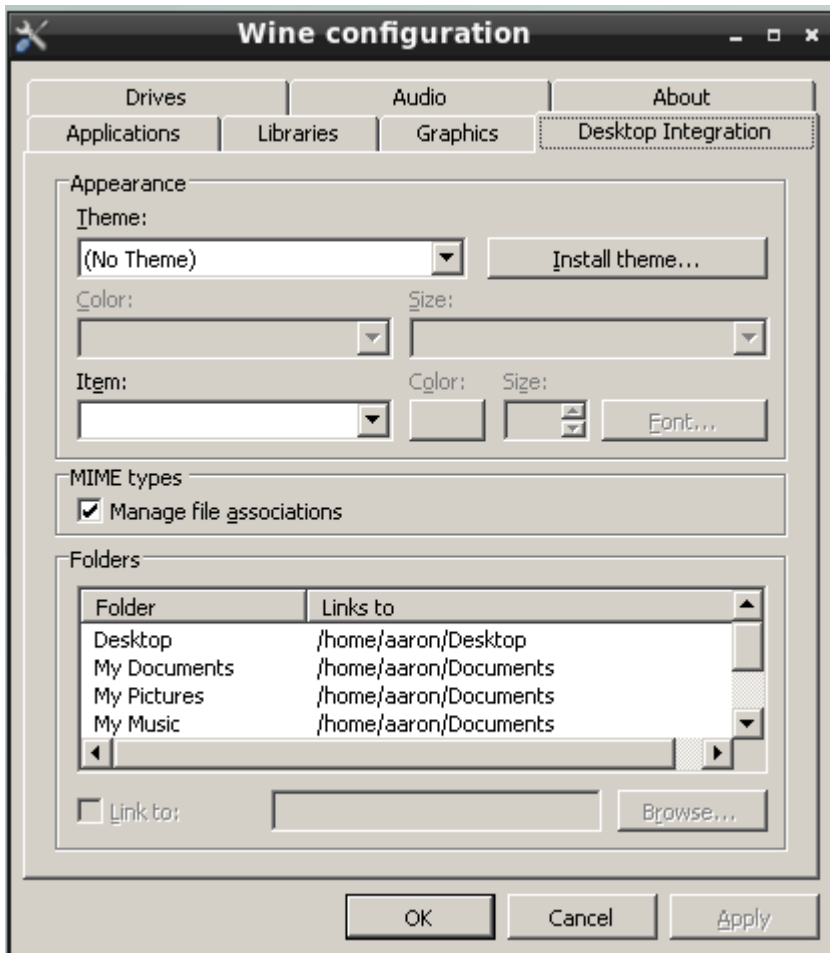 Wine configuration
Drives Audio About
Applications Libraries Graphics Desktop Integration
Appearance
Theme:
(No Theme) Install theme...
Color: Size:
Item: Color: Size:
Font...
MIME types
Manage file associations
Folders
Folder Links to
Desktop /home/aaron/Desktop
My Documents /home/aaron/Documents
My Pictures /home/aaron/Documents
My Music /home/aaron/Documents
Link to: Browse...
OK Cancel Apply